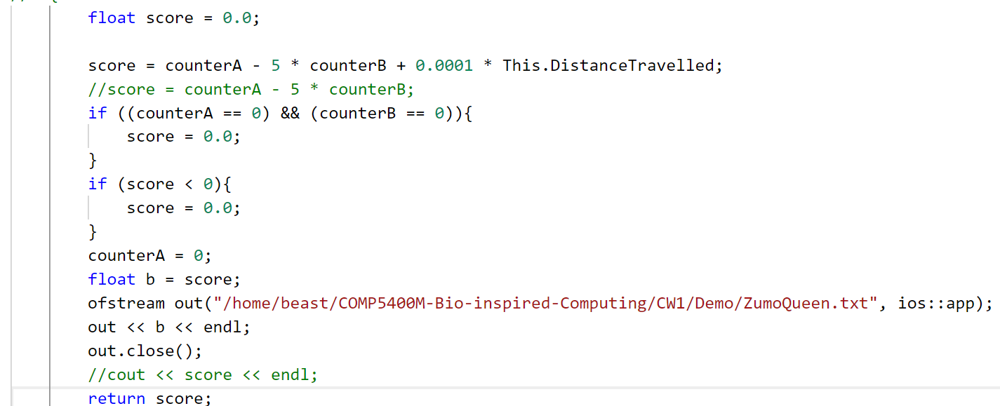 float score = 0.0;
score = counterA - 5 * counterB + 0.0001 * This.DistanceTravelled;
//score = counterA - 5 * counterB;
if ((counterA == 0) && (counterB == 0)){
score = 0.0;
}
if (score < 0){
score = 0.0;
}
counterA = 0;
float b = score;
ofstream out("/home/beast/COMP5400M-Bio-inspired-Computing/CW1/Demo/ZumoQueen.txt", ios::app);
out << b << endl;
out.close();
//cout << score << endl;
return score;